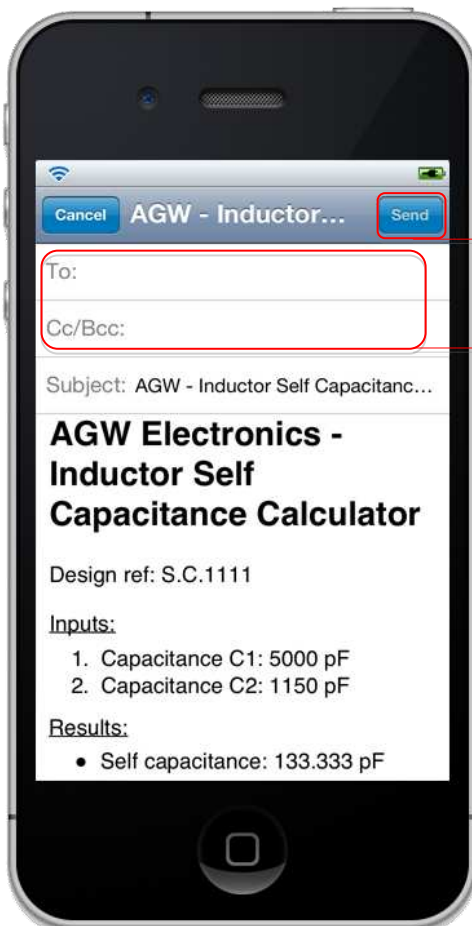 Cancel AGW - Inductor... Send
To:
Cc/Bcc:
Subject: AGW - Inductor Self Capacitanc...
AGW Electronics -
Inductor Self
Capacitance Calculator
Design ref: S.C.1111
Inputs:
1. Capacitance C1: 5000 pF
2. Capacitance C2: 1150 pF
Results:
• Self capacitance: 133.333 pF